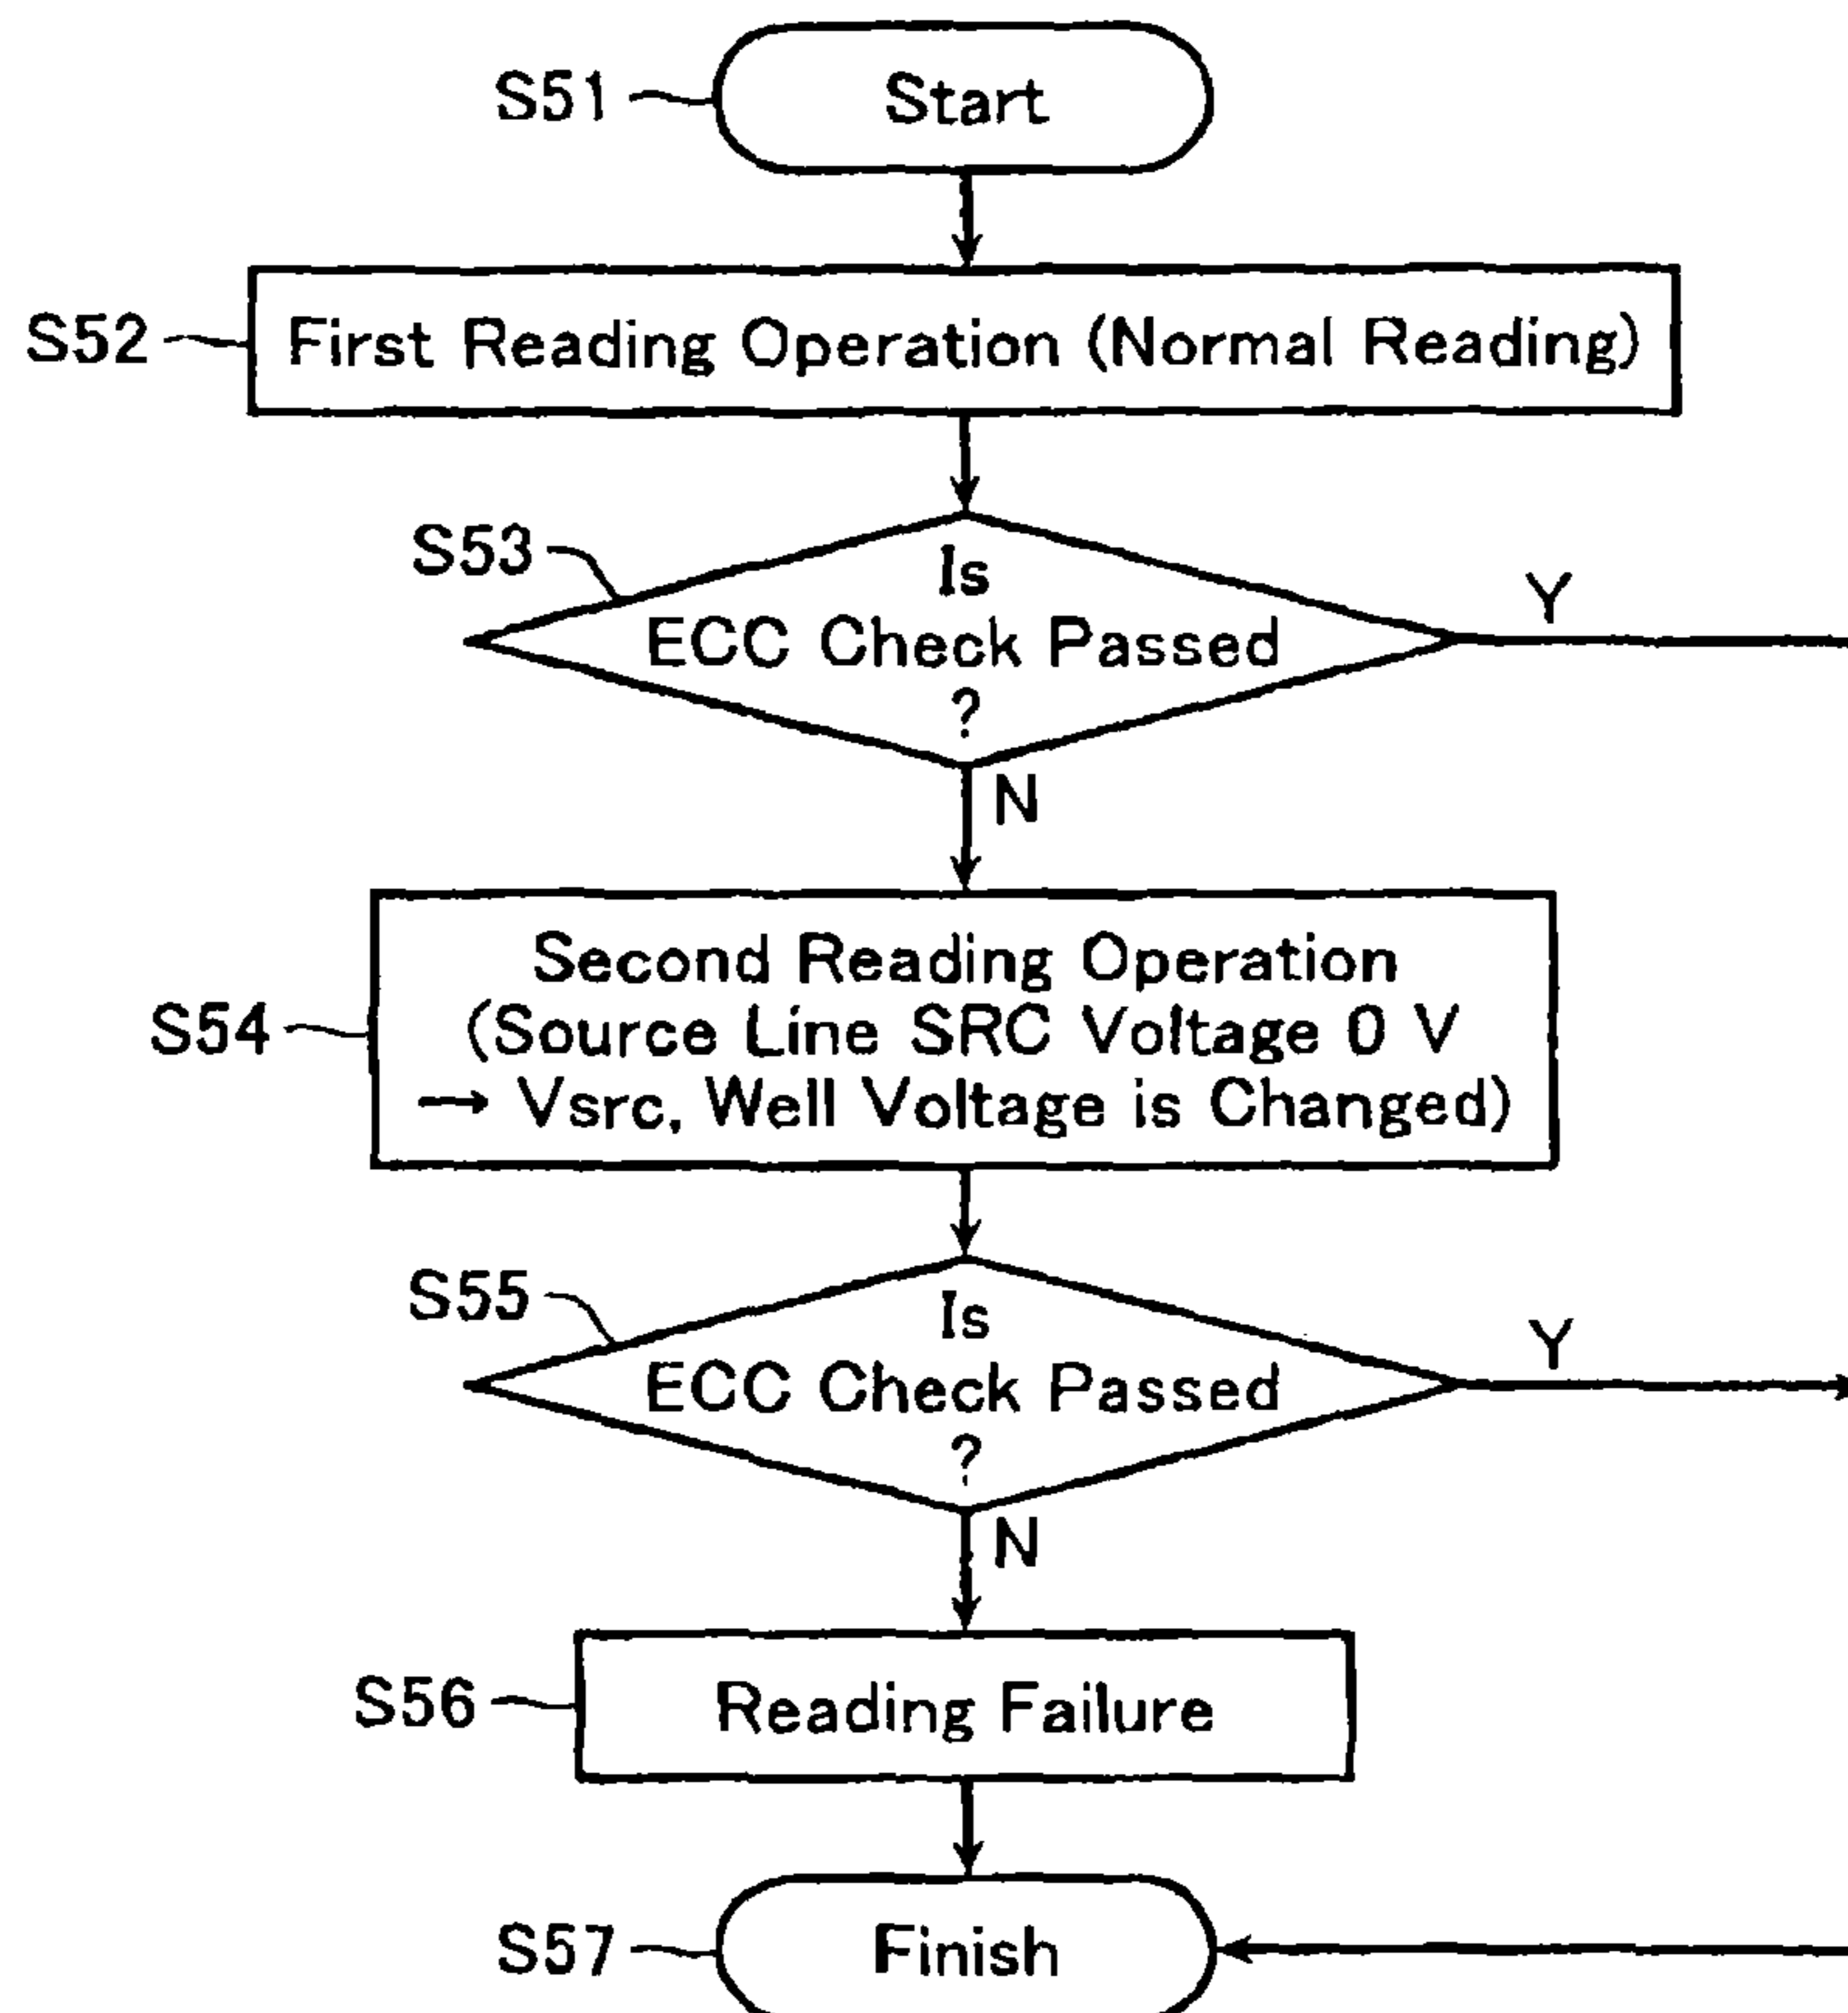 S51
Start
S52
First Reading Operation (Normal Reading)
S53
Is
ECC Check Passed
?
Y
N
S54
Second Reading Operation
(Source Line SRC Voltage 0 V
→ Vsrc, Well Voltage is Changed)
S55
Is
ECC Check Passed
?
Y
N
S56
Reading Failure
S57
Finish